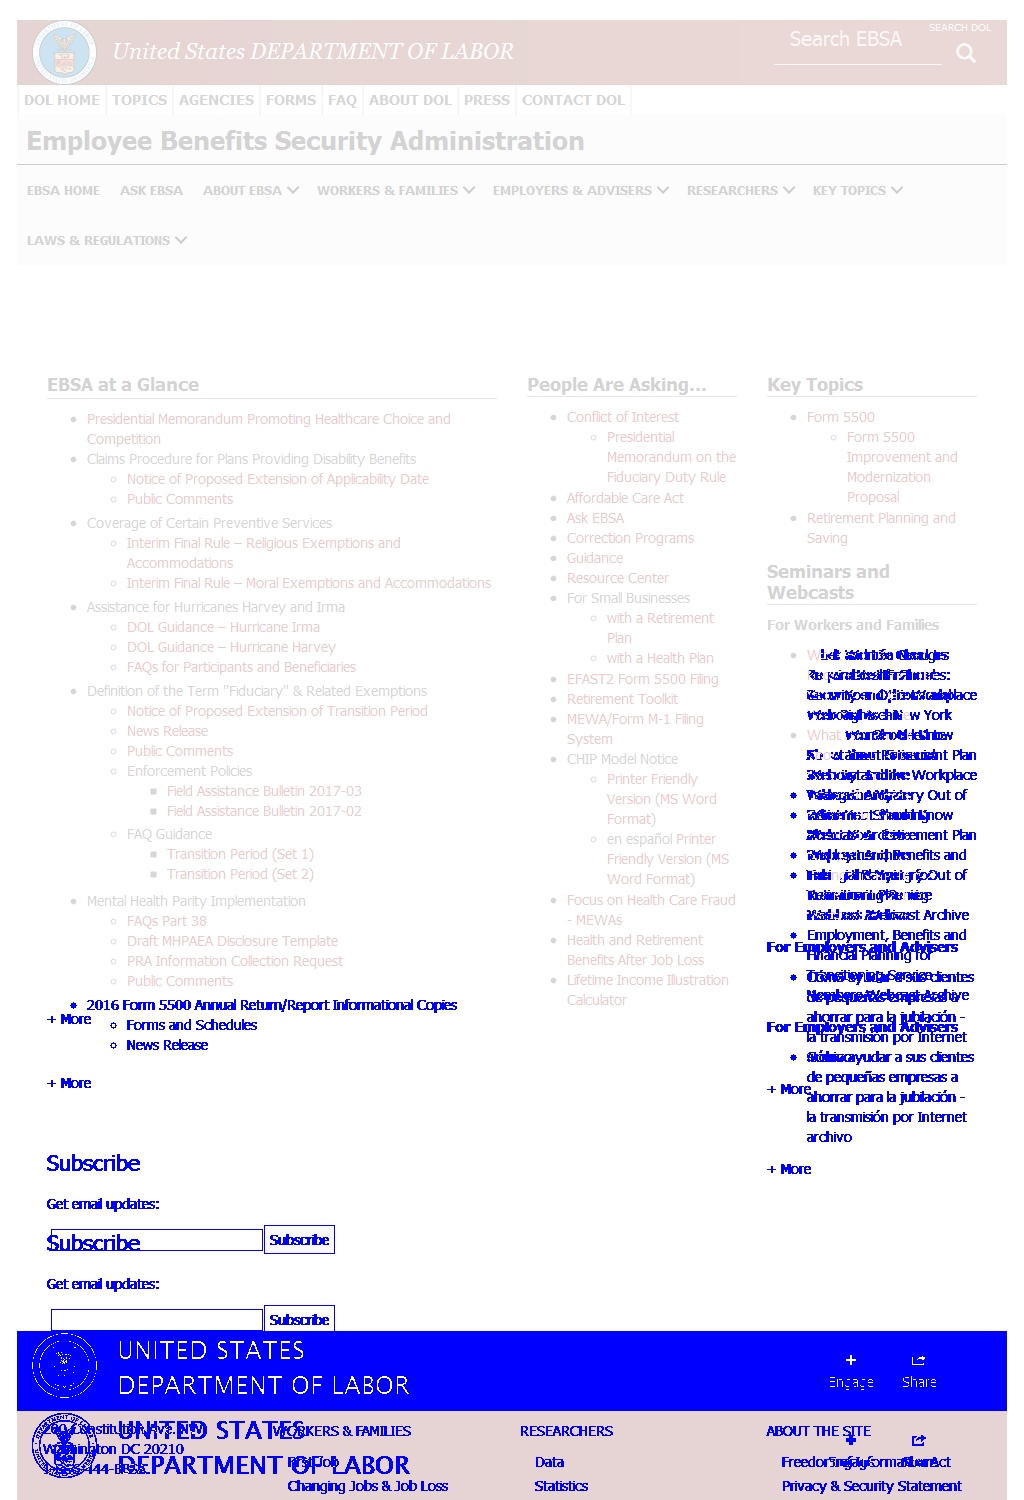 United States DEPARTMENT OF LABOR
Search EBSA
SEARCH DOL
DOL HOME TOPICS AGENCIES FORMS FAQ ABOUT DOL PRESS CONTACT DOL
Employee Benefits Security Administration
EBSA HOME ASK EBSA ABOUT EBSA WORKERS & FAMILIES EMPLOYERS & ADVISERS RESEARCHERS KEY TOPICS
LAWS & REGULATIONS
EBSA at a Glance
Presidential Memorandum Promoting Healthcare Choice and
Competition
Claims Procedure for Plans Providing Disability Benefits
Notice of Proposed Extension of Applicability Date
Public Comments
Coverage of Certain Preventive Services
Interim Final Rule – Religious Exemptions and
Accommodations
Interim Final Rule – Moral Exemptions and Accommodations
Assistance for Hurricanes Harvey and Irma
DOL Guidance – Hurricane Irma
DOL Guidance – Hurricane Harvey
FAQs for Participants and Beneficiaries
Definition of the Term "Fiduciary" & Related Exemptions
Notice of Proposed Extension of Transition Period
News Release
Public Comments
Enforcement Policies
Field Assistance Bulletin 2017-03
Field Assistance Bulletin 2017-02
FAQ Guidance
Transition Period (Set 1)
Transition Period (Set 2)
Mental Health Parity Implementation
FAQs Part 38
Draft MHPAEA Disclosure Template
PRA Information Collection Request
Public Comments
2016 Form 5500 Annual Return/Report Informational Copies
+ More
Forms and Schedules
News Release
+ More
People Are Asking...
Conflict of Interest
Presidential
Memorandum on the
Fiduciary Duty Rule
Affordable Care Act
Ask EBSA
Correction Programs
Guidance
Resource Center
For Small Businesses
with a Retirement
Plan
with a Health Plan
EFAST2 Form 5500 Filing
Retirement Toolkit
MEWA/Form M-1 Filing
System
CHIP Model Notice
Printer Friendly
Version (MS Word
Format)
en español Printer
Friendly Version (MS
Word Format)
Focus on Health Care Fraud
- MEWAs
Health and Retirement
Benefits After Job Loss
Lifetime Income Illustration
Calculator
Key Topics
Form 5500
Form 5500
Improvement and
Modernization
Proposal
Retirement Planning and
Saving
Seminars and
Webcasts
For Workers and Families
What
Employment, Benefits and
Financial Planning for
For Employers and Advisers
ahorrar para la jubilación -
la transmisión por Internet
For Employers and Advisers
ayudar a sus clientes
de pequeñas empresas a
+ More
ahorrar para la jubilación -
la transmisión por Internet
archivo
+ More
Subscribe
Get email updates:
Subscribe
Subscribe
Get email updates:
Subscribe
UNITED STATES
DEPARTMENT OF LABOR
Engage
Share
UNITED STATES
DEPARTMENT OF LABOR
Washington DC 20210
WORKERS & FAMILIES
Changing Jobs & Job Loss
RESEARCHERS
Data
Statistics
ABOUT THE SITE
Privacy & Security Statement